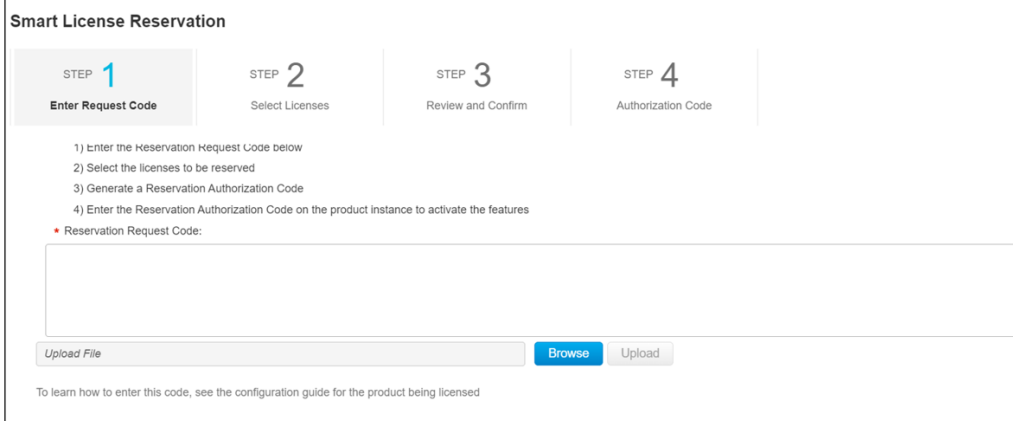 Smart License Reservation
STEP 1
Enter Request Code
STEP 2
Select Licenses
STEP 3
Review and Confirm
STEP 4
Authorization Code
1) Enter the Reservation Request Code below
2) Select the licenses to be reserved
3) Generate a Reservation Authorization Code
4) Enter the Reservation Authorization Code on the product instance to activate the features
* Reservation Request Code:
Upload File
Browse
Upload
To learn how to enter this code, see the configuration guide for the product being licensed